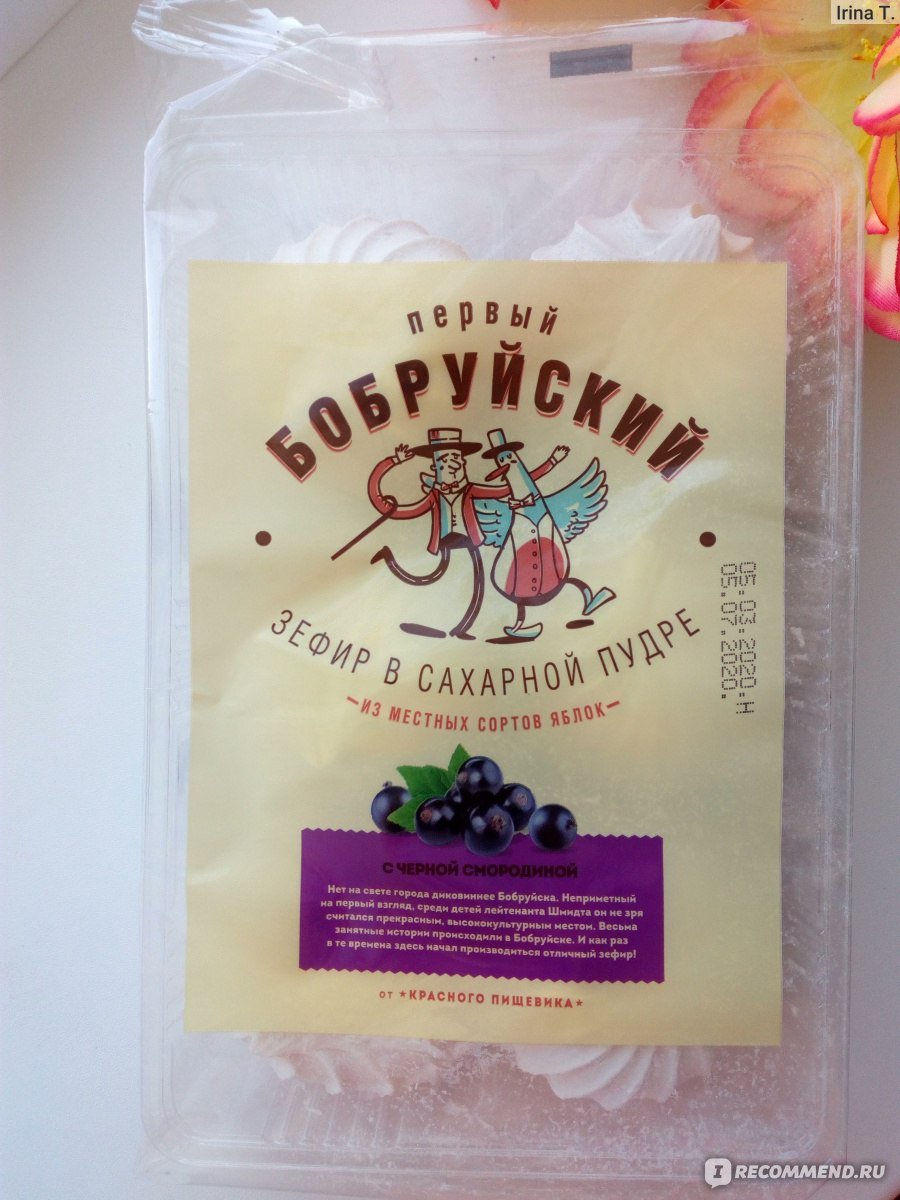 Irina T.
первый
БОБРУЙСКИЙ
ЗЕФИР В САХАРНОЙ ПУДРЕ
ИЗ МЕСТНЫХ СОРТОВ ЯБЛОК
05.03.2020 Н
05.07.2020
С ЧЕРНОЙ СМОРОДИНОЙ
Нет на свете города диковиннее Бобруйска. Неприметный
на первый взгляд, среди детей лейтенанта Шмидта он не зря
считался прекрасным, высококультурным местом. Весьма
занятные истории происходили в Бобруйске. И как раз
в те времена здесь начал производиться отличный зефир!
от ★КРАСНОГО ПИЩЕВИКА★
IRECOMMEND.RU